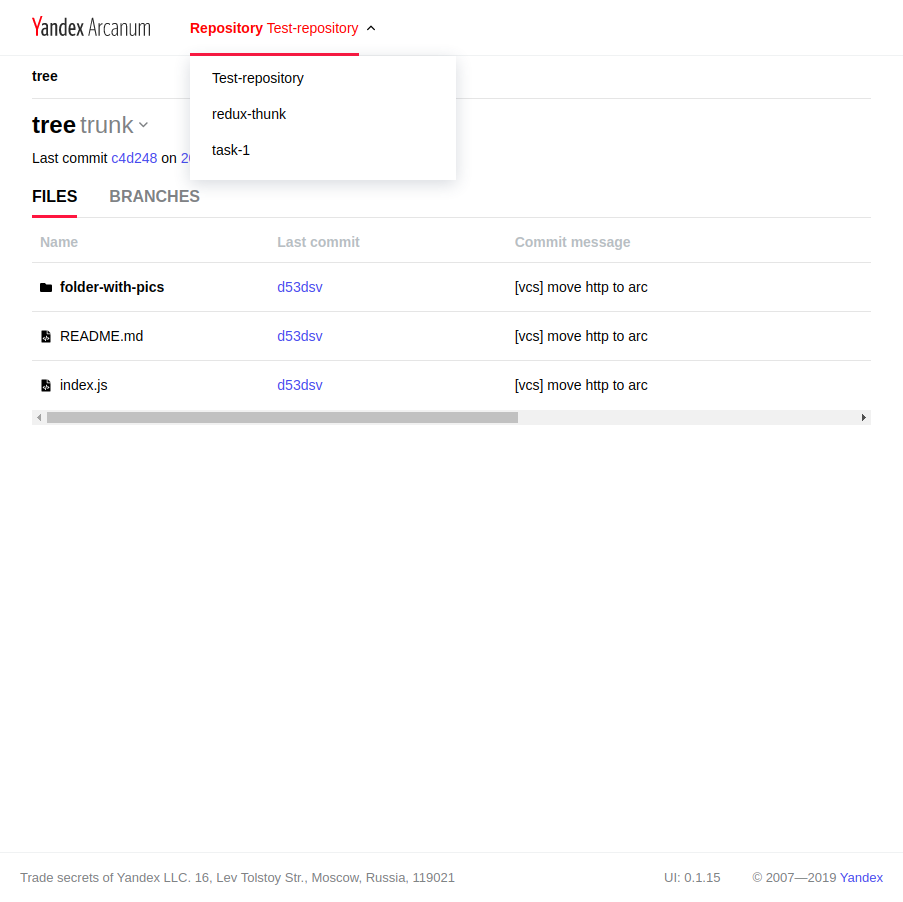 Yandex Arcanum
Repository Test-repository
Test-repository
redux-thunk
task-1
tree
tree trunk
Last commit c4d248 on
FILES BRANCHES
Name Last commit Commit message
folder-with-pics d53dsv [vcs] move http to arc
README.md d53dsv [vcs] move http to arc
index.js d53dsv [vcs] move http to arc
Trade secrets of Yandex LLC. 16, Lev Tolstoy Str., Moscow, Russia, 119021 UI: 0.1.15 © 2007—2019 Yandex